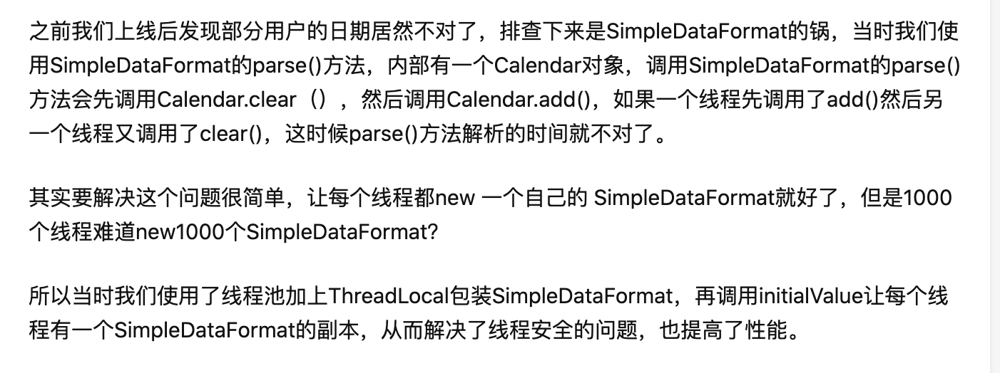 之前我们上线后发现部分用户的日期居然不对了，排查下来是SimpleDataFormat的锅，当时我们使
用SimpleDataFormat的parse()方法，内部有一个Calendar对象，调用SimpleDataFormat的parse()
方法会先调用Calendar.clear（），然后调用Calendar.add()，如果一个线程先调用了add()然后另
一个线程又调用了clear()，这时候parse()方法解析的时间就不对了。
其实要解决这个问题很简单，让每个线程都new 一个自己的 SimpleDataFormat就好了，但是1000
个线程难道new1000个SimpleDataFormat?
所以当时我们使用了线程池加上ThreadLocal包装SimpleDataFormat，再调用initialValue让每个线
程有一个SimpleDataFormat的副本，从而解决了线程安全的问题，也提高了性能。